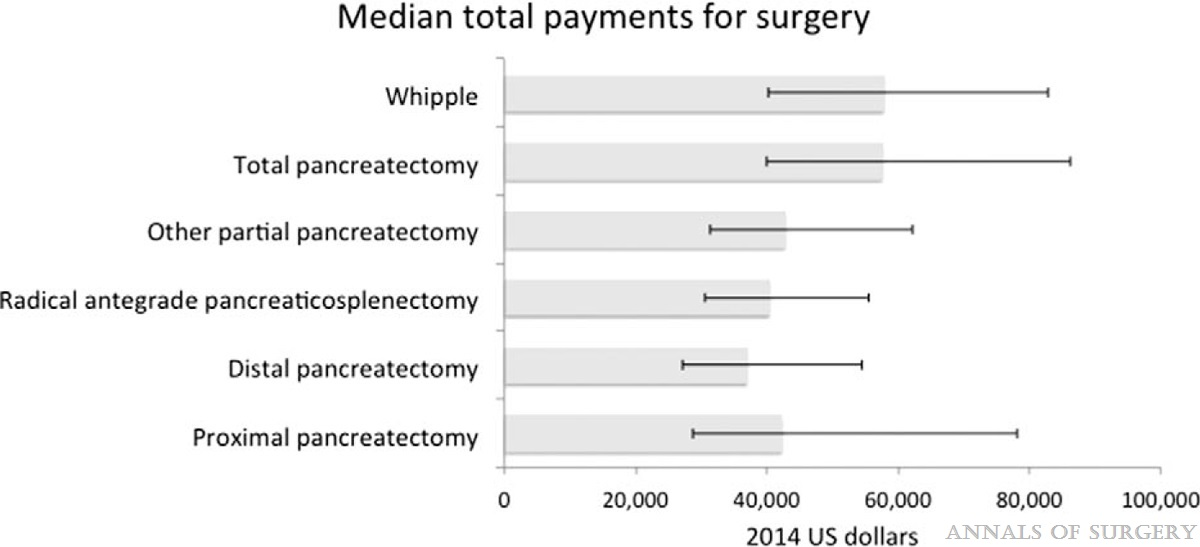 Median total payments for surgery
Whipple
Total pancreatectomy
Other partial pancreatectomy
Radical antegrade pancreaticosplenectomy
Distal pancreatectomy
Proximal pancreatectomy
0 20,000 40,000 60,000 80,000 100,000
2014 US dollars
ANNALS OF SURGERY